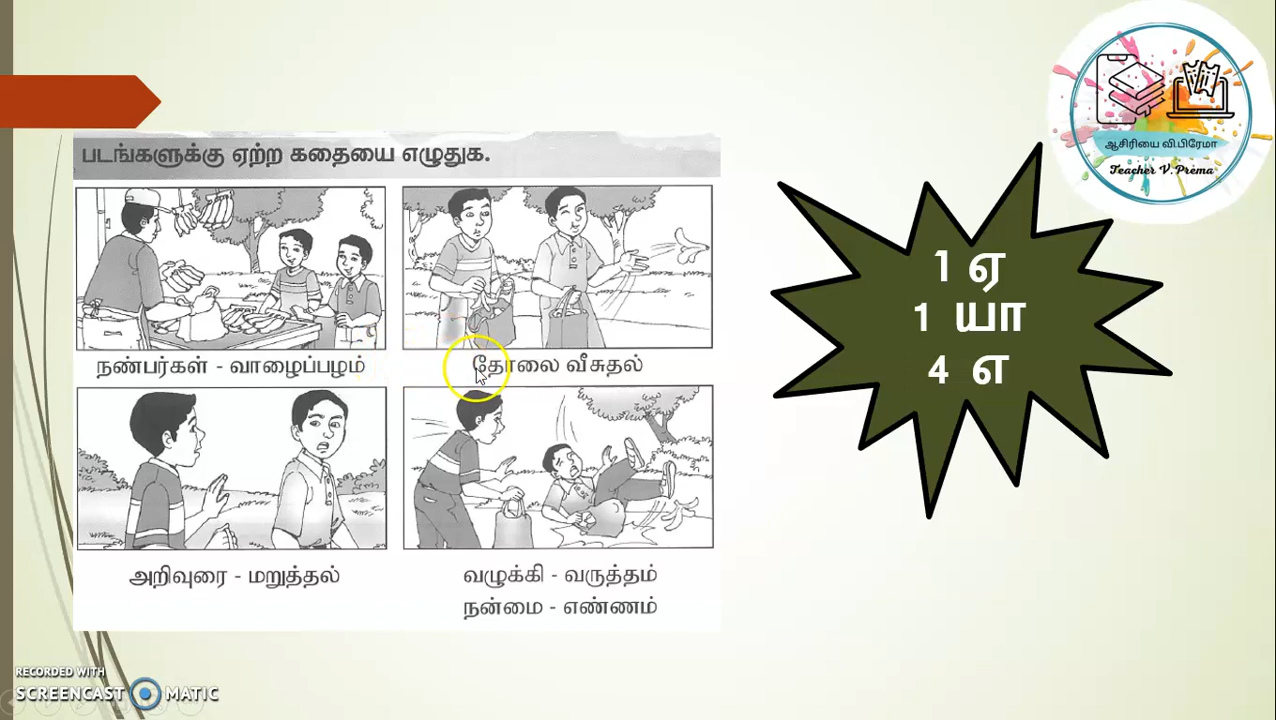 ஆசிரியை வி.பிரேமா
Teacher V. Prema
படங்களுக்கு ஏற்ற கதையை எழுதுக.
நண்பர்கள் - வாழைப்பழம்
தோலை வீசுதல்
அறிவுரை - மறுத்தல்
வழுக்கி - வருத்தம்
நன்மை - எண்ணம்
1 ஏ
1 யா
4 எ
RECORDED WITH
SCREENCAST MATIC